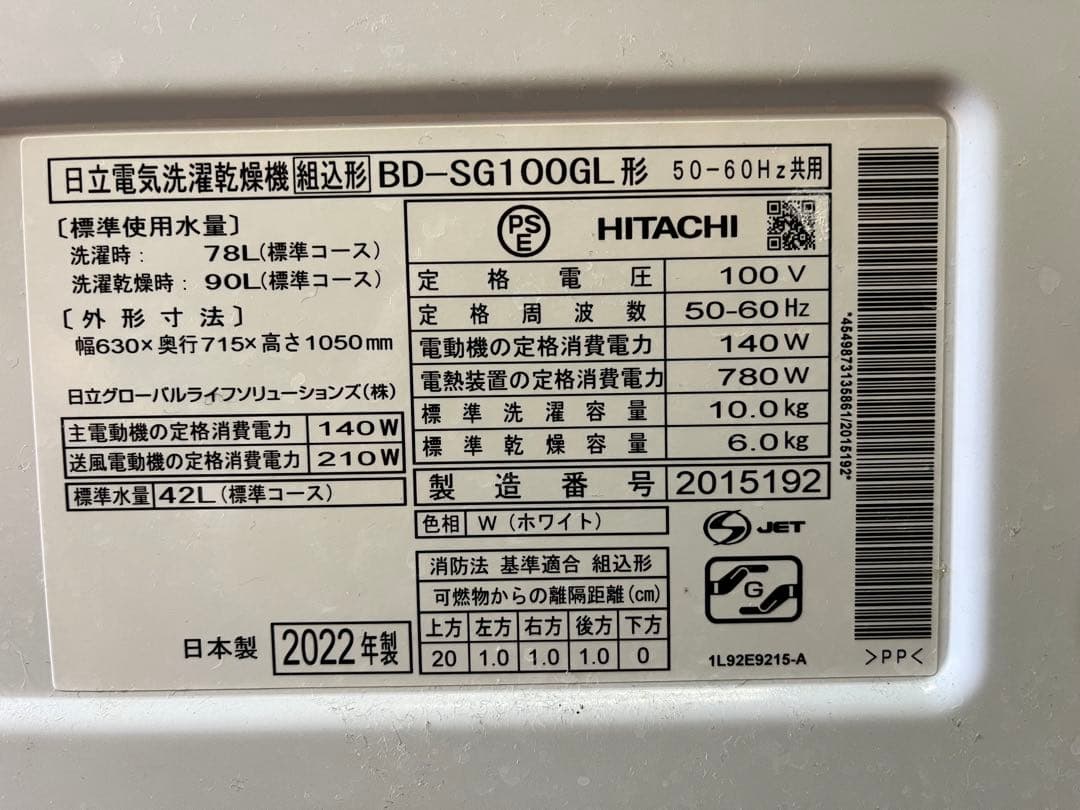 日立電気洗濯乾燥機 組込形 BD-SG100GL形 50-60Hz共用
〔標準使用水量〕
洗濯時： 78L(標準コース)
洗濯乾燥時： 90L(標準コース)
〔外形寸法〕
幅630×奥行715×高さ1050mm
日立グローバルライフソリューションズ(株)
主電動機の定格消費電力 140W
送風電動機の定格消費電力 210W
標準水量 42L(標準コース)
日本製 2022年製
PSE HITACHI
定格電圧 100V
定格周波数 50-60Hz
電動機の定格消費電力 140W
電熱装置の定格消費電力 780W
標準洗濯容量 10.0kg
標準乾燥容量 6.0kg
製造番号 2015192
色相 W(ホワイト)
消防法 基準適合 組込形
可燃物からの離隔距離(cm)
上方 左方 右方 後方 下方
20 1.0 1.0 1.0 0
S JET
G
1L92E9215-A
*4549873135861/2015192*
>PP<